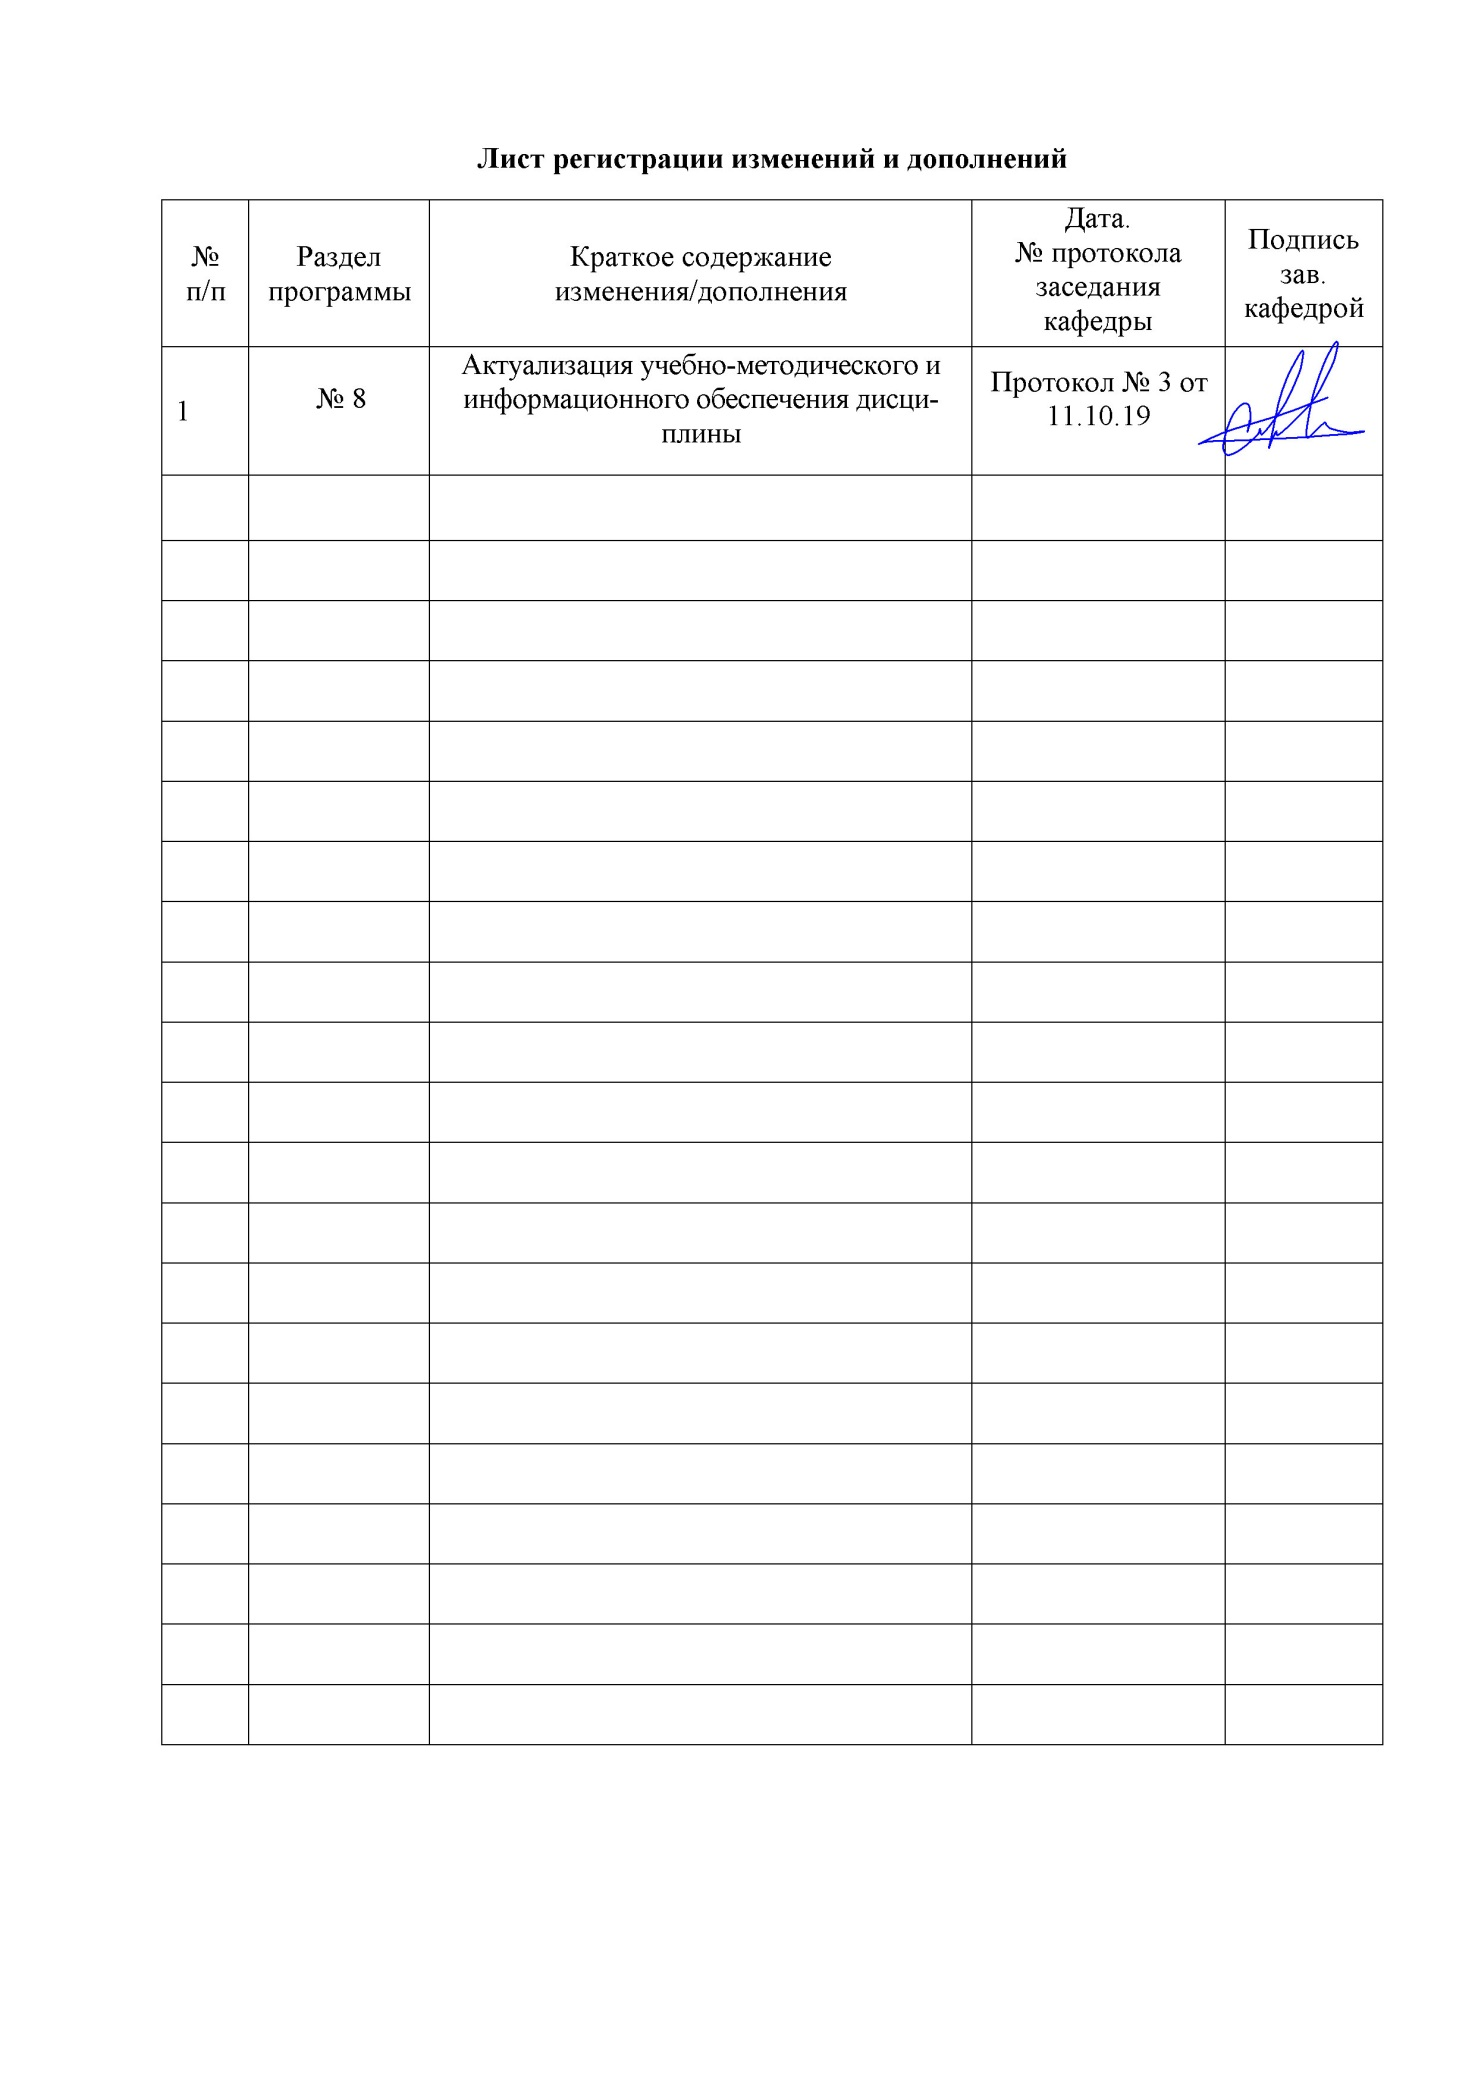 Лист регистрации изменений и дополнений
№
п/п
Раздел
программы
Краткое содержание
изменения/дополнения
Дата.
№ протокола
заседания
кафедры
Подпись
зав.
кафедрой
1
№ 8
Актуализация учебно-методического и
информационного обеспечения дисци-
плины
Протокол № 3 от
11.10.19